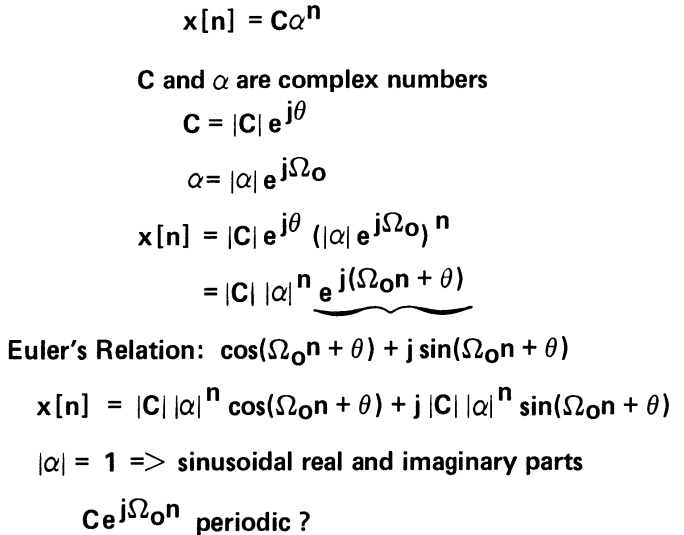 x[n] = Cαⁿ
C and α are complex numbers
C = |C| e^{jθ}
α = |α| e^{jΩ₀}
x[n] = |C| e^{jθ} (|α| e^{jΩ₀})ⁿ
= |C| |α|ⁿ e^{j(Ω₀n + θ)}
Euler's Relation: cos(Ω₀n + θ) + j sin(Ω₀n + θ)
x[n] = |C| |α|ⁿ cos(Ω₀n + θ) + j |C| |α|ⁿ sin(Ω₀n + θ)
|α| = 1 => sinusoidal real and imaginary parts
Ce^{jΩ₀n} periodic ?